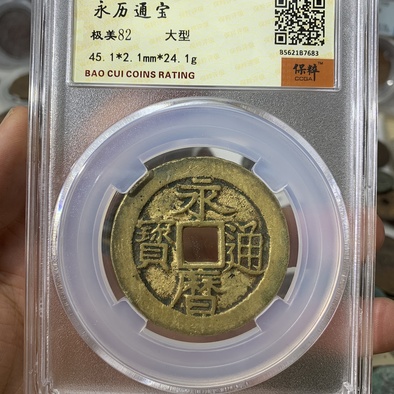 永历通宝
极美82 大型
45.1*2.1mm*24.1g
BAO CUI COINS RATING
B5621B7683
保粹
CCGA
永曆通寶